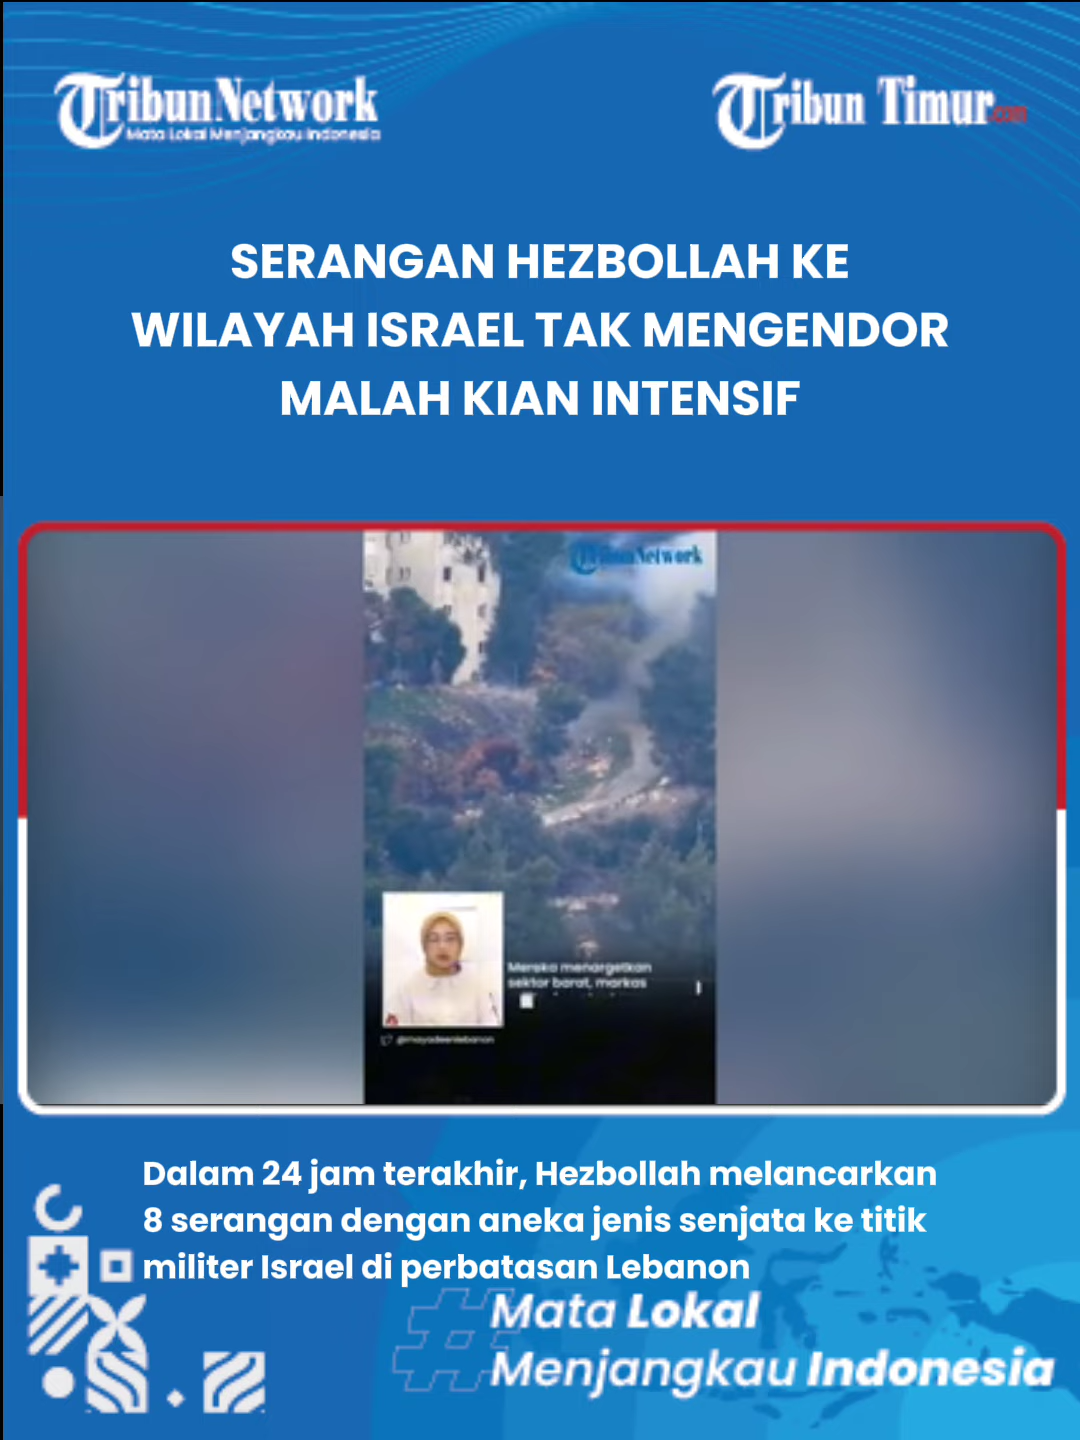 TribunNetwork
Mata Lokal Menjangkau Indonesia
Tribun Timur.com
SERANGAN HEZBOLLAH KE
WILAYAH ISRAEL TAK MENGENDOR
MALAH KIAN INTENSIF
TribunNetwork
Mereka menargetkan
sektor barat, markas
@mayadeenlebanon
Dalam 24 jam terakhir, Hezbollah melancarkan
8 serangan dengan aneka jenis senjata ke titik
militer Israel di perbatasan Lebanon
#Mata Lokal
Menjangkau Indonesia